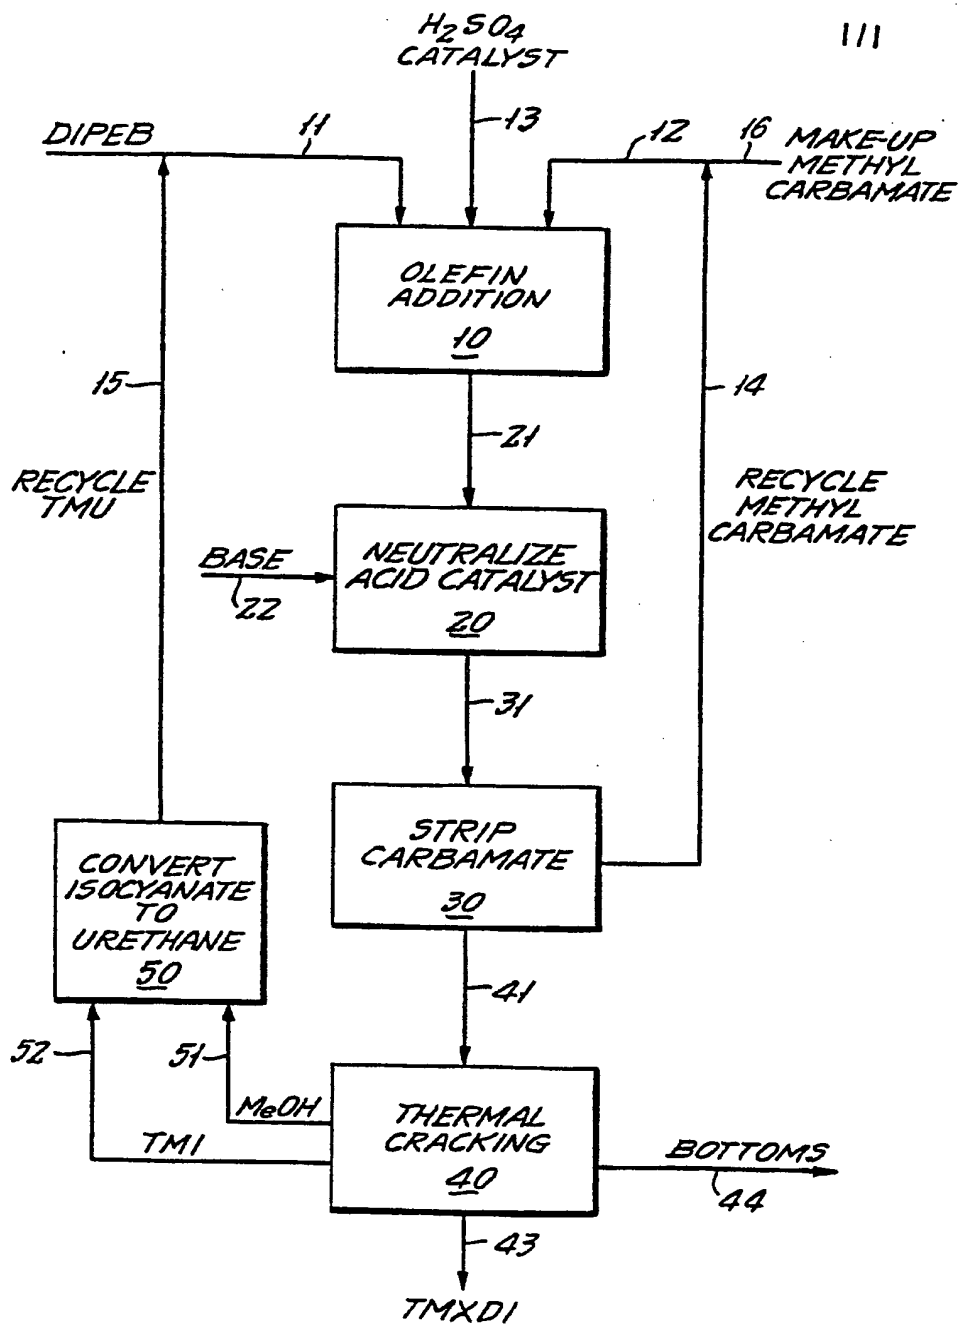 H2SO4
CATALYST
1/1
DIPEB
11
13
12
16
MAKE-UP
METHYL
CARBAMATE
OLEFIN
ADDITION
10
15
14
21
RECYCLE
TMU
RECYCLE
METHYL
CARBAMATE
BASE
22
NEUTRALIZE
ACID CATALYST
20
31
STRIP
CARBAMATE
30
CONVERT
ISOCYANATE
TO
URETHANE
50
41
52
51
MeOH
TMI
THERMAL
CRACKING
40
BOTTOMS
44
43
TMXDI